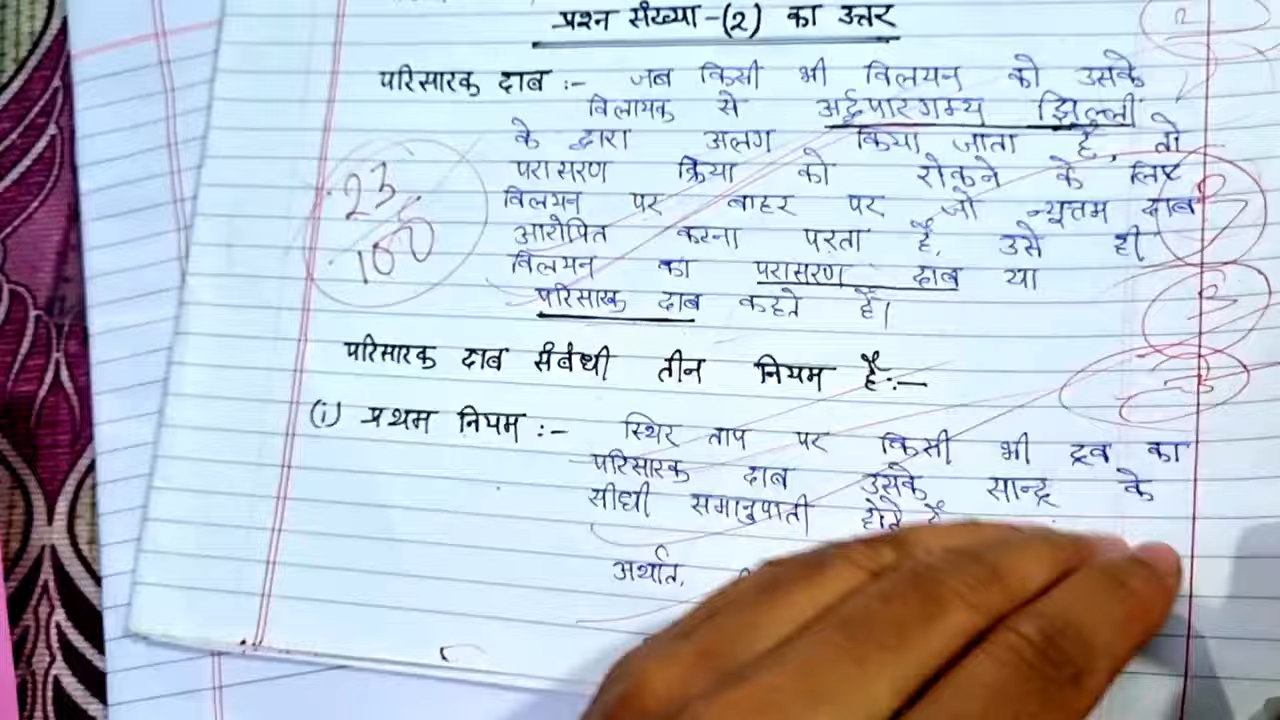 प्रश्न संख्या-(2) का उत्तर
परिसारक दाब :- जब किसी भी विलयन को उसके
विलायक से अर्द्धपारगम्य झिल्ली
के द्वारा अलग किया जाता है, तो
परासरण क्रिया को रोकने के लिए
विलयन पर बाहर पर जो न्यूत्तम दाब
आरोपित करना परता है, उसे ही
विलयन का परासरण दाब या
परिसारक दाब कहते हैं।
23/100
परिसारक दाब संबंधी तीन नियम है:-
(i) प्रथम नियम :- स्थिर ताप पर किसी भी द्रव का
परिसारक दाब उसके सान्द्र के
सीधी समानुपाती होते है
अर्थात,